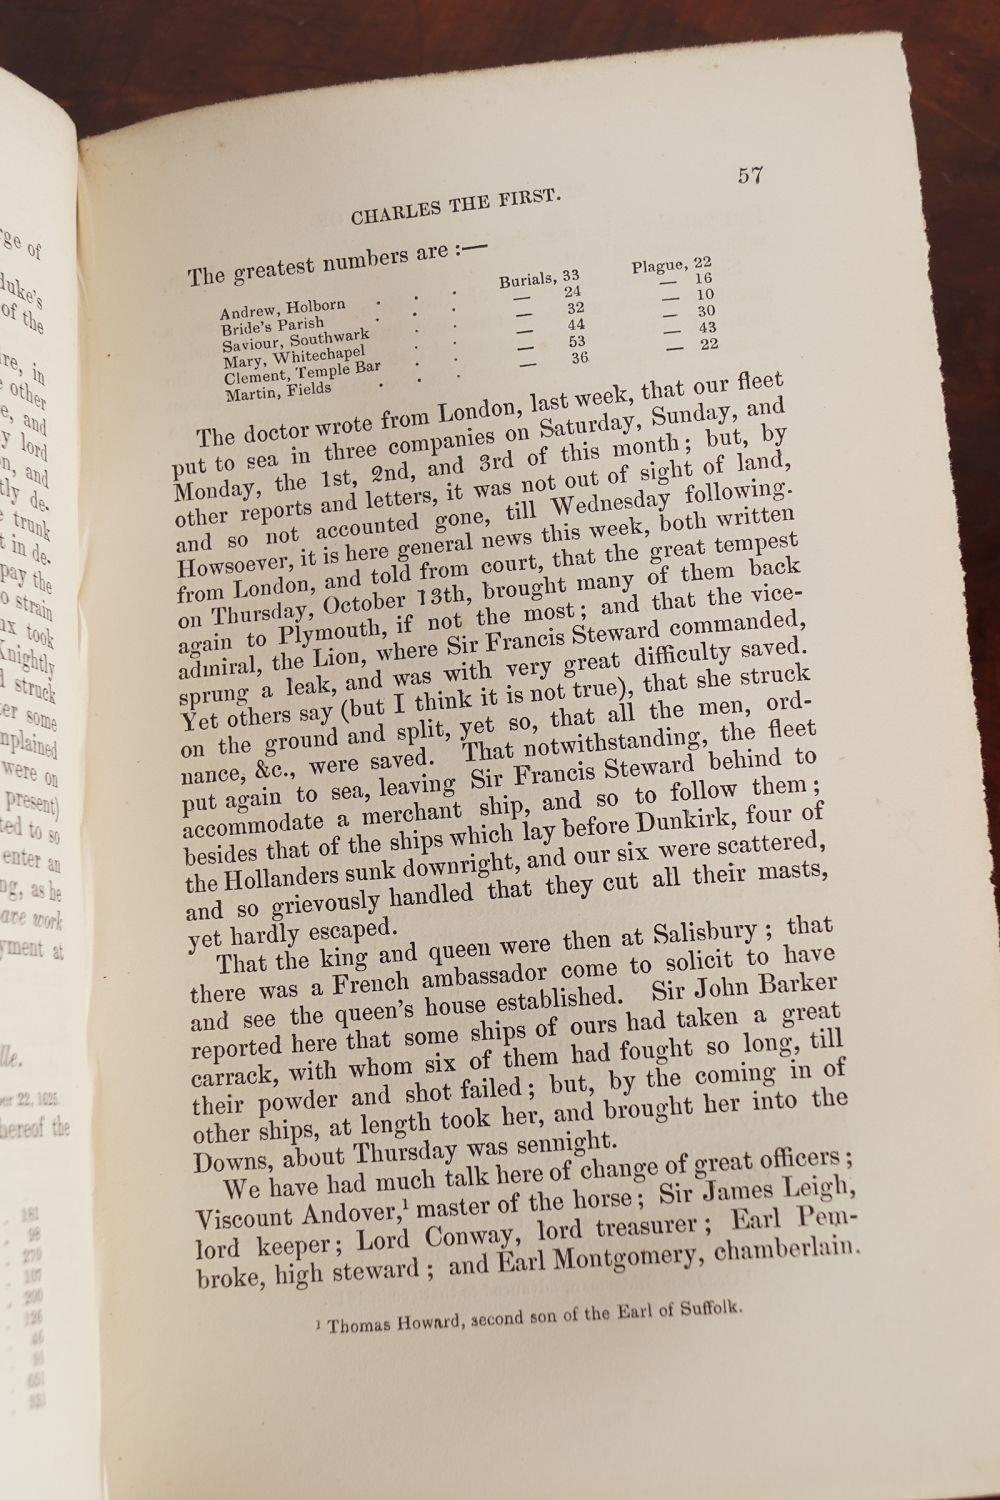 CHARLES THE FIRST. 57
The greatest numbers are :—
Andrew, Holborn . . . Burials, 33 Plague, 22
Bride's Parish . . . — 24 — 16
Saviour, Southwark . . — 32 — 10
Mary, Whitechapel . . — 44 — 30
Clement, Temple Bar . . — 53 — 43
Martin, Fields . . . — 36 — 22
The doctor wrote from London, last week, that our fleet
put to sea in three companies on Saturday, Sunday, and
Monday, the 1st, 2nd, and 3rd of this month; but, by
other reports and letters, it was not out of sight of land,
and so not accounted gone, till Wednesday following.
Howsoever, it is here general news this week, both written
from London, and told from court, that the great tempest
on Thursday, October 13th, brought many of them back
again to Plymouth, if not the most; and that the vice-
admiral, the Lion, where Sir Francis Steward commanded,
sprung a leak, and was with very great difficulty saved.
Yet others say (but I think it is not true), that she struck
on the ground and split, yet so, that all the men, ord-
nance, &c., were saved. That notwithstanding, the fleet
put again to sea, leaving Sir Francis Steward behind to
accommodate a merchant ship, and so to follow them;
besides that of the ships which lay before Dunkirk, four of
the Hollanders sunk downright, and our six were scattered,
and so grievously handled that they cut all their masts,
yet hardly escaped.
That the king and queen were then at Salisbury; that
there was a French ambassador come to solicit to have
and see the queen's house established. Sir John Barker
reported here that some ships of ours had taken a great
carrack, with whom six of them had fought so long, till
their powder and shot failed; but, by the coming in of
other ships, at length took her, and brought her into the
Downs, about Thursday was sennight.
We have had much talk here of change of great officers;
Viscount Andover,¹ master of the horse; Sir James Leigh,
lord keeper; Lord Conway, lord treasurer; Earl Pem-
broke, high steward; and Earl Montgomery, chamberlain.
¹ Thomas Howard, second son of the Earl of Suffolk.